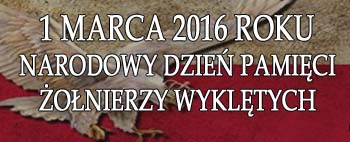 1 MARCA 2016 ROKU
NARODOWY DZIEŃ PAMIĘCI
ŻOŁNIERZY WYKLĘTYCH